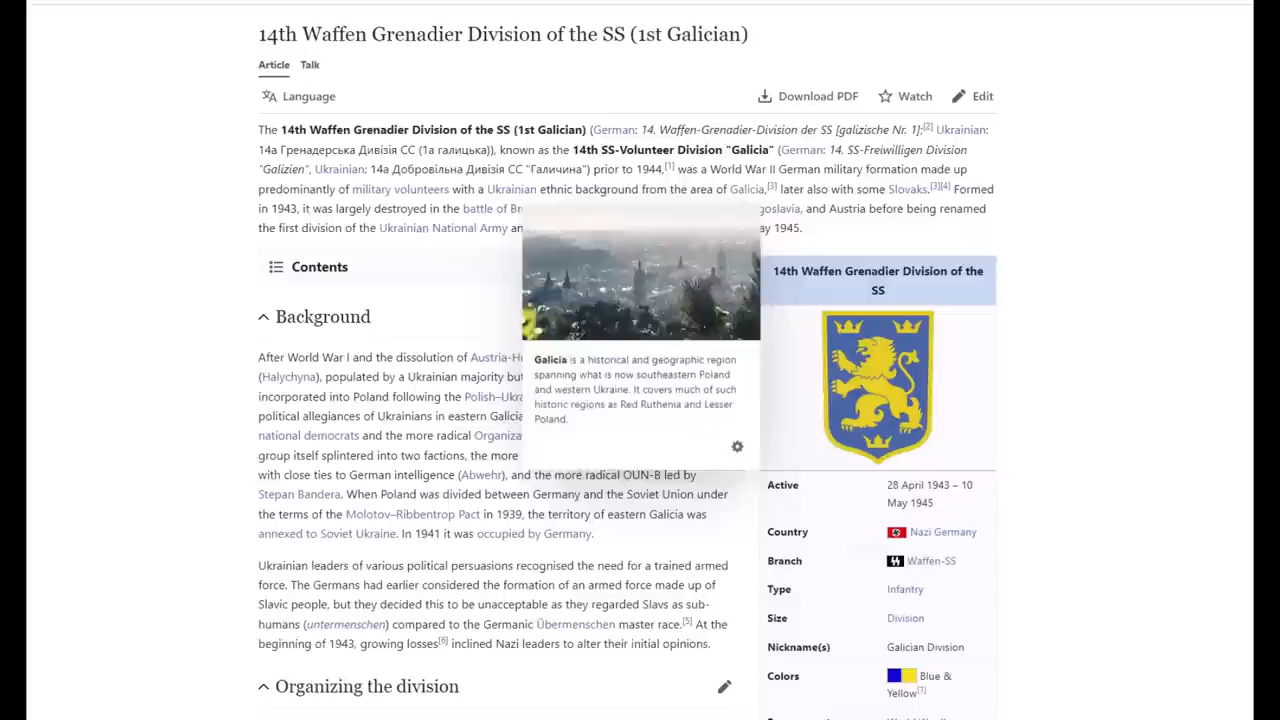 14th Waffen Grenadier Division of the SS (1st Galician)
Article Talk
Language Download PDF Watch Edit
The 14th Waffen Grenadier Division of the SS (1st Galician) (German: 14. Waffen-Grenadier-Division der SS [galizische Nr. 1];[2] Ukrainian:
14а Гренадерська Дивізія СС (1а галицька)), known as the 14th SS-Volunteer Division "Galicia" (German: 14. SS-Freiwilligen Division
"Galizien", Ukrainian: 14а Добровільна Дивізія СС "Галичина") prior to 1944,[1] was a World War II German military formation made up
predominantly of military volunteers with a Ukrainian ethnic background from the area of Galicia,[3] later also with some Slovaks.[3][4] Formed
in 1943, it was largely destroyed in the battle of Br goslavia, and Austria before being renamed
the first division of the Ukrainian National Army an ay 1945.
Contents
Background
After World War I and the dissolution of Austria-H
(Halychyna), populated by a Ukrainian majority but
incorporated into Poland following the Polish–Ukra
political allegiances of Ukrainians in eastern Galicia
national democrats and the more radical Organiza
group itself splintered into two factions, the more
with close ties to German intelligence (Abwehr), and the more radical OUN-B led by
Stepan Bandera. When Poland was divided between Germany and the Soviet Union under
the terms of the Molotov–Ribbentrop Pact in 1939, the territory of eastern Galicia was
annexed to Soviet Ukraine. In 1941 it was occupied by Germany.
Ukrainian leaders of various political persuasions recognised the need for a trained armed
force. The Germans had earlier considered the formation of an armed force made up of
Slavic people, but they decided this to be unacceptable as they regarded Slavs as sub-
humans (untermenschen) compared to the Germanic Übermenschen master race.[5] At the
beginning of 1943, growing losses[6] inclined Nazi leaders to alter their initial opinions.
Organizing the division
Galicia is a historical and geographic region
spanning what is now southeastern Poland
and western Ukraine. It covers much of such
historic regions as Red Ruthenia and Lesser
Poland.
14th Waffen Grenadier Division of the
SS
Active 28 April 1943 – 10
May 1945
Country Nazi Germany
Branch Waffen-SS
Type Infantry
Size Division
Nickname(s) Galician Division
Colors Blue &
Yellow[1]